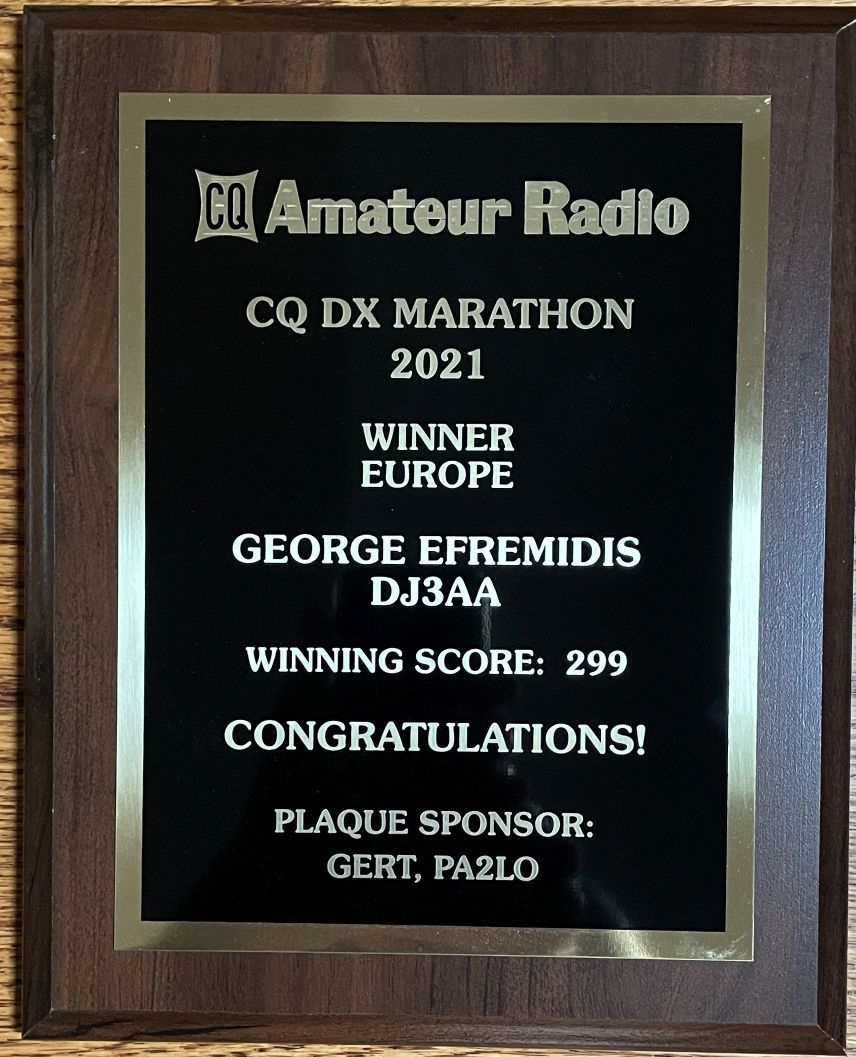 CQ Amateur Radio
CQ DX MARATHON
2021
WINNER
EUROPE
GEORGE EFREMIDIS
DJ3AA
WINNING SCORE: 299
CONGRATULATIONS!
PLAQUE SPONSOR:
GERT, PA2LO